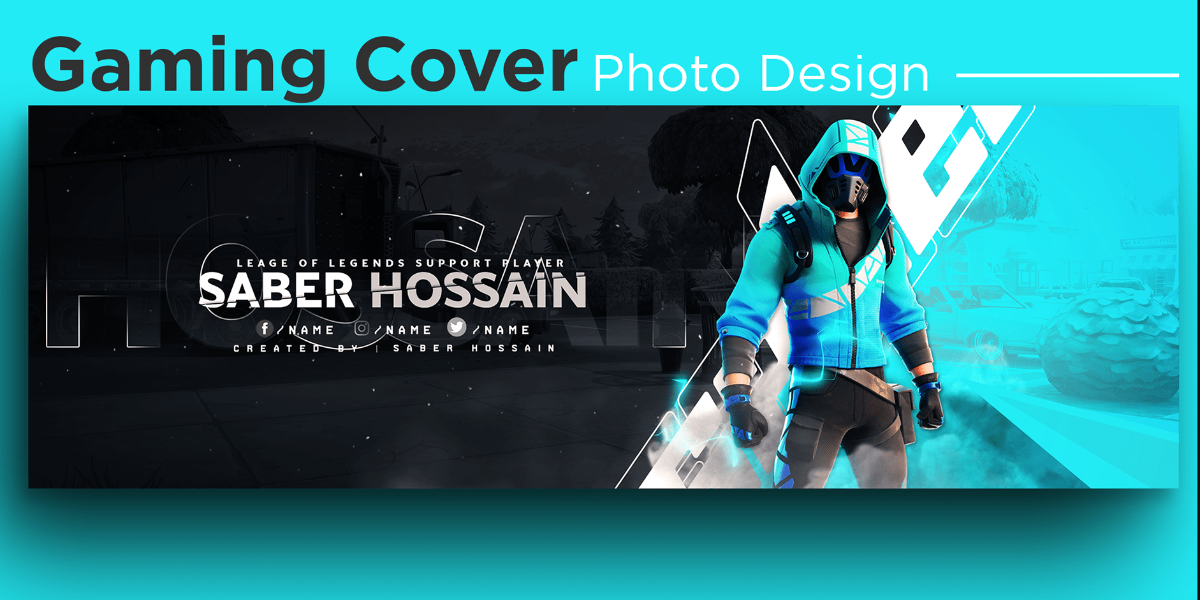 Gaming Cover Photo Design
LEAGE OF LEGENDS SUPPORT PLAYER
SABER HOSSAIN
/NAME /NAME /NAME
CREATED BY | SABER HOSSAIN